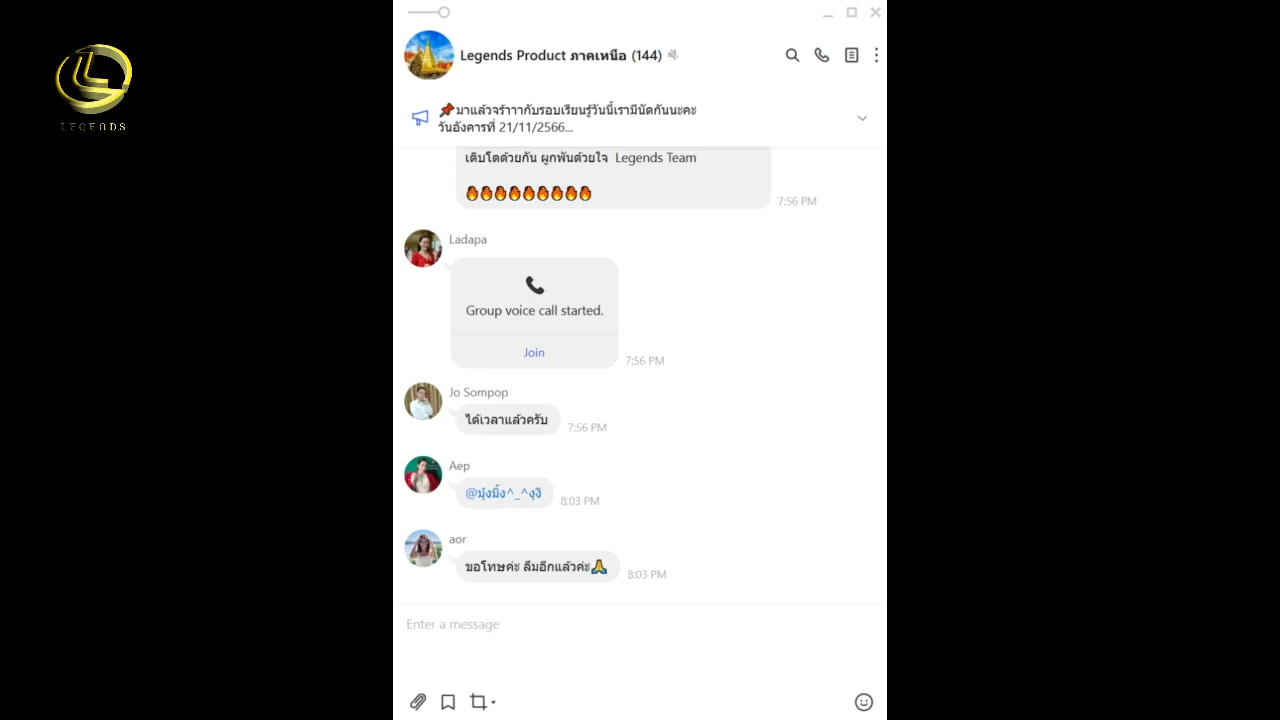 LEGENDS
Legends Product ภาคเหนือ (144)
📌มาแล้วจร้าาากับรอบเรียนรู้วันนี้เรามีนัดกันนะคะ
วันอังคารที่ 21/11/2566...
เติบโตด้วยกัน ผูกพันด้วยใจ Legends Team
🔥🔥🔥🔥🔥🔥🔥🔥🔥
7:56 PM
Ladapa
Group voice call started.
Join
7:56 PM
Jo Sompop
ได้เวลาแล้วครับ
7:56 PM
Aep
@มุ้งมิ้ง^_^งุงิ
8:03 PM
aor
ขอโทษค่ะ ลืมอีกแล้วค่ะ🙏
8:03 PM
Enter a message